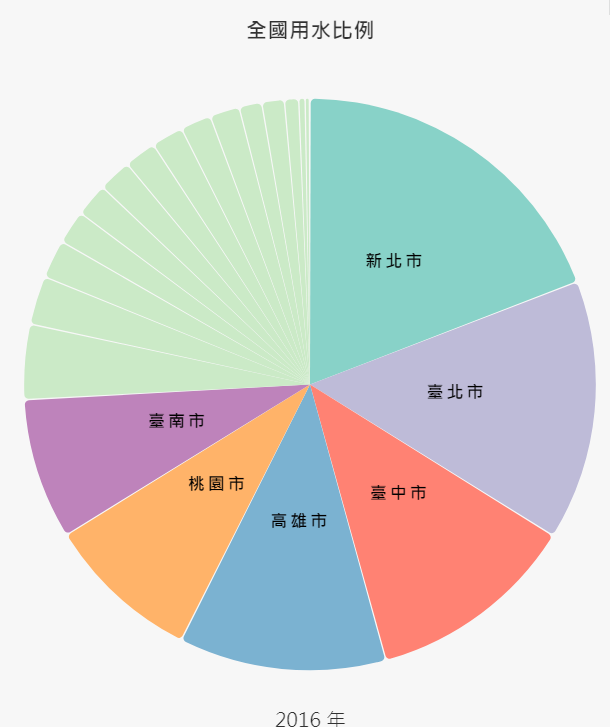 全國用水比例
新北市
臺北市
臺南市
桃園市
臺中市
高雄市
2016 年